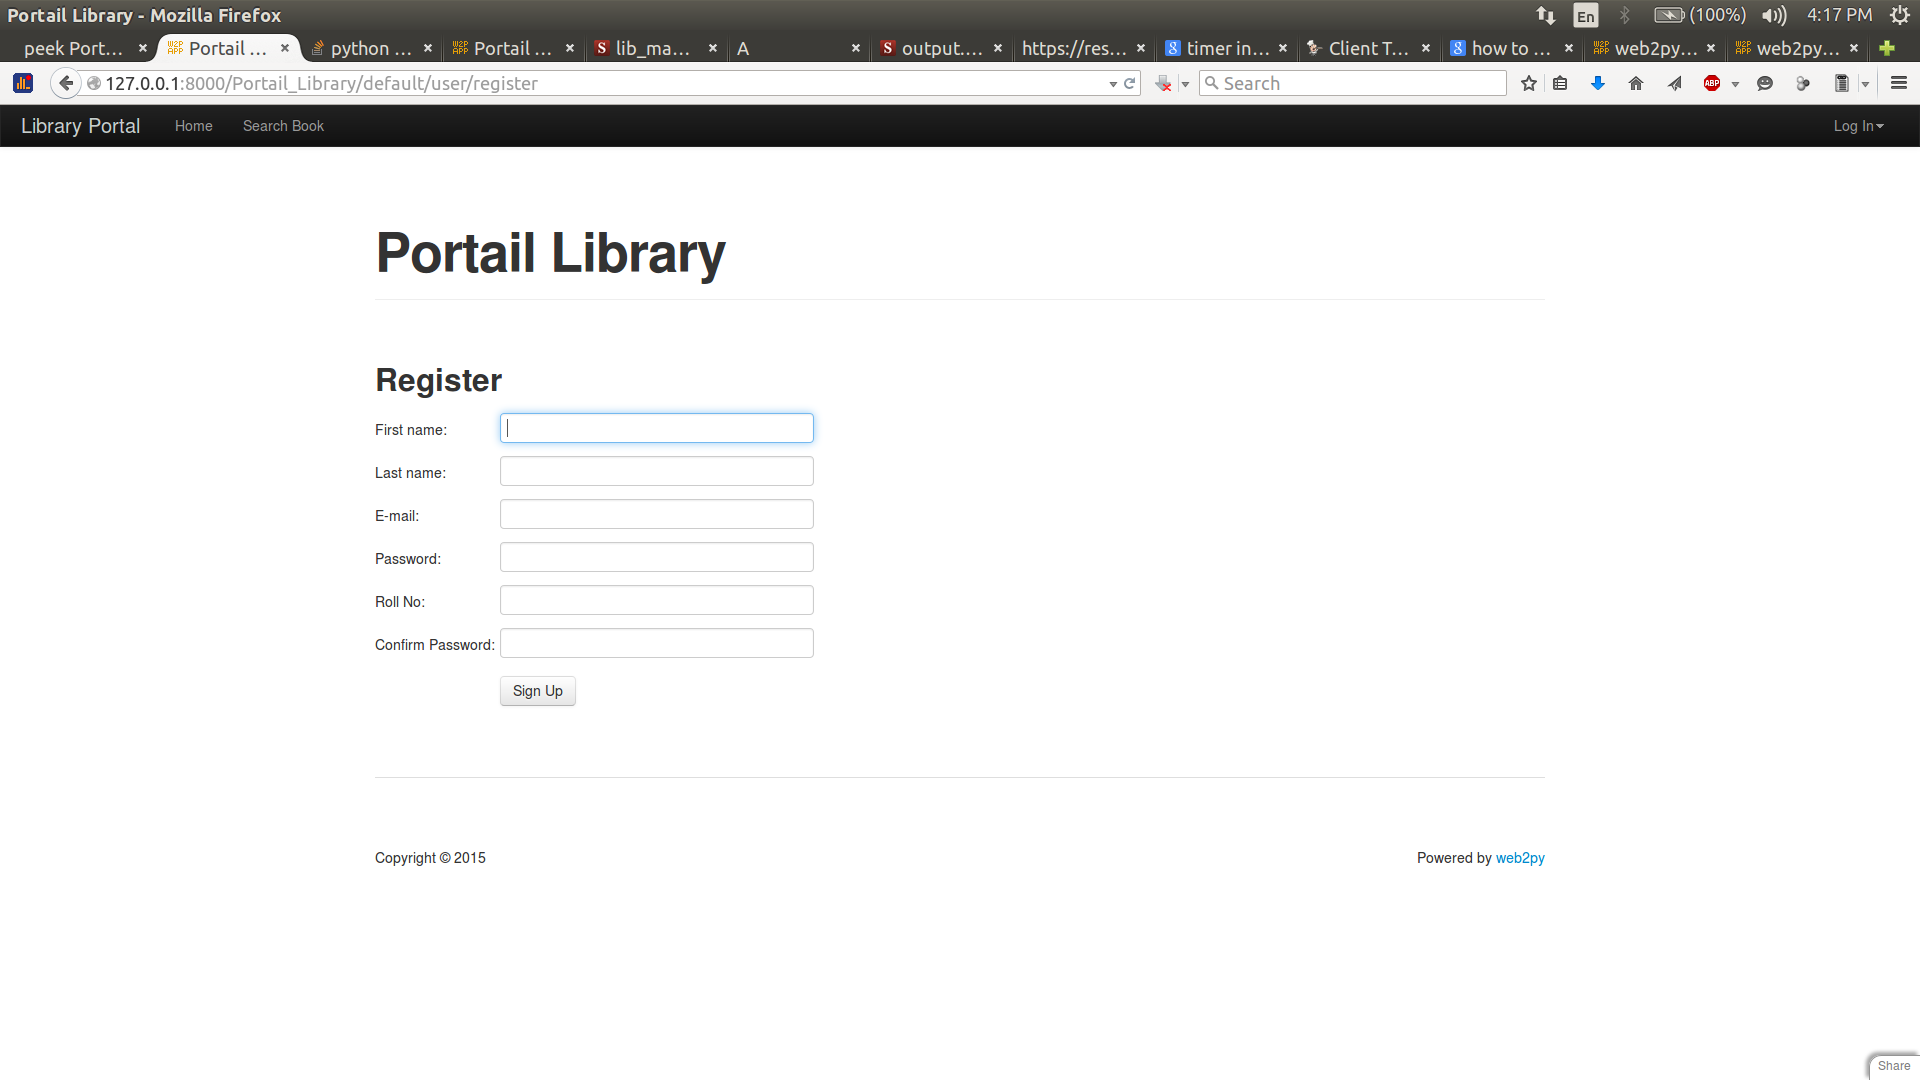 Portail Library - Mozilla Firefox
En
(100%)
4:17 PM
peek Port...
Portail ...
python ...
Portail ...
lib_ma...
A
output....
https://res...
timer in...
Client T...
how to ...
web2py...
web2py...
127.0.0.1:8000/Portail_Library/default/user/register
Search
ABP
Library Portal
Home
Search Book
Log In
Portail Library
Register
First name:
Last name:
E-mail:
Password:
Roll No:
Confirm Password:
Sign Up
Copyright © 2015
Powered by web2py
Share